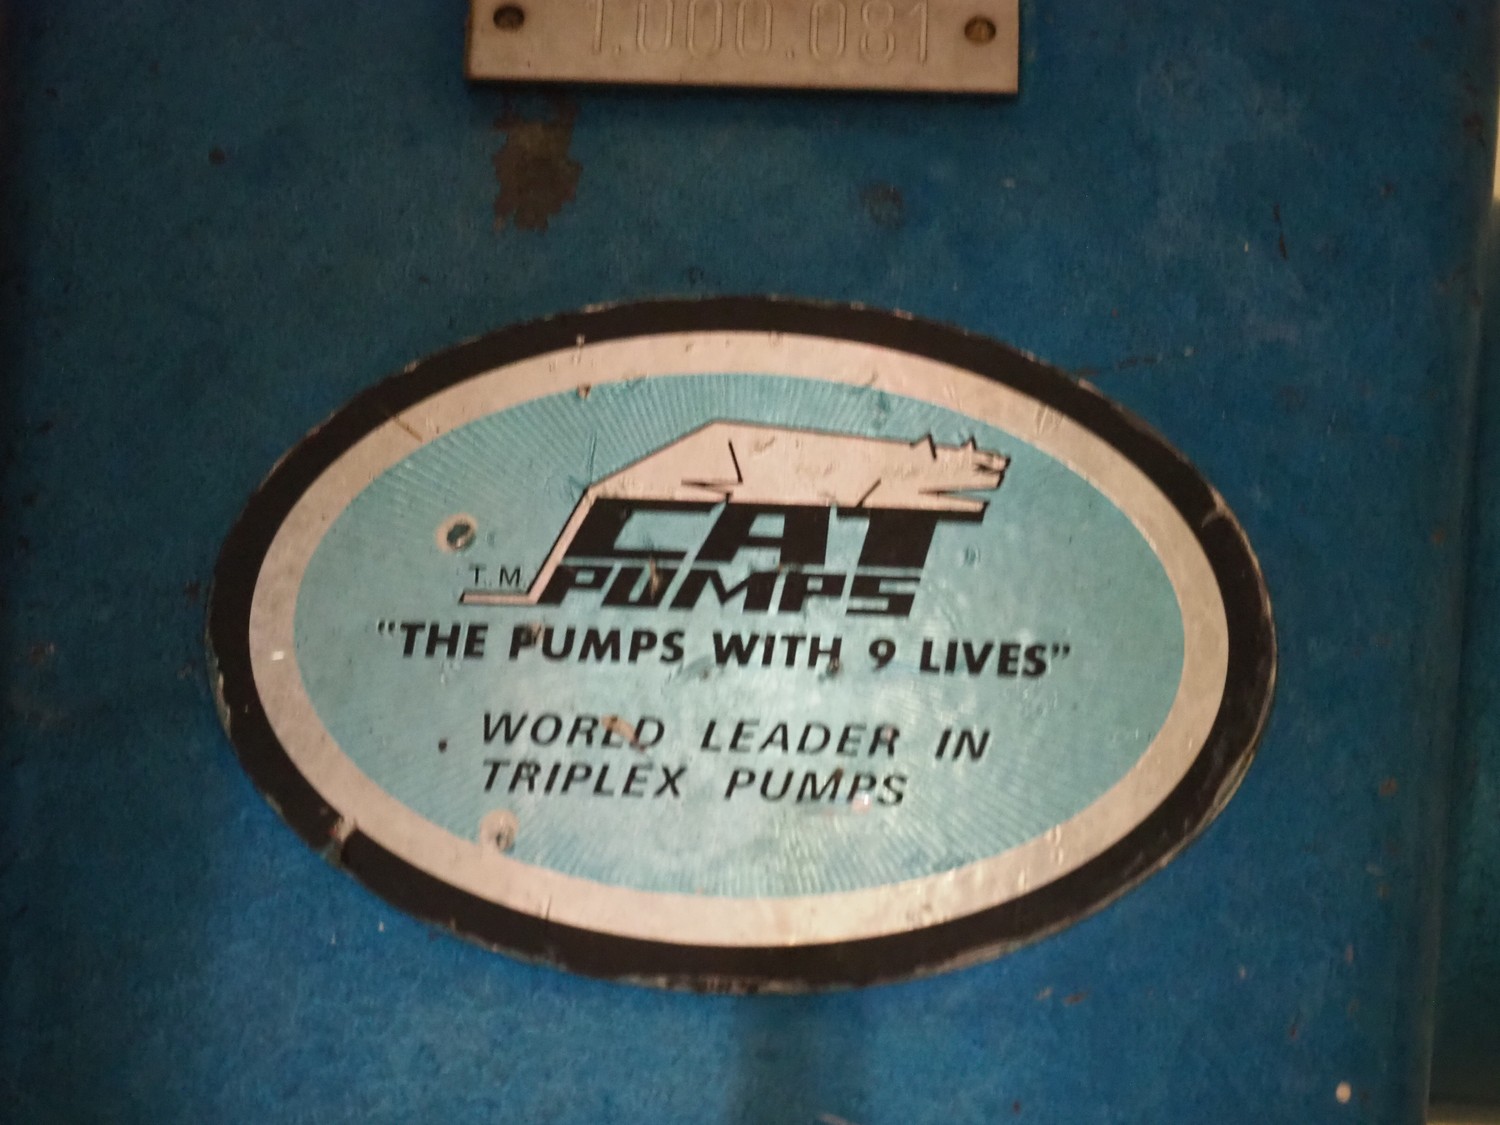 1.000.081
T.M.
CAT
PUMPS
"THE PUMPS WITH 9 LIVES"
WORLD LEADER IN
TRIPLEX PUMPS